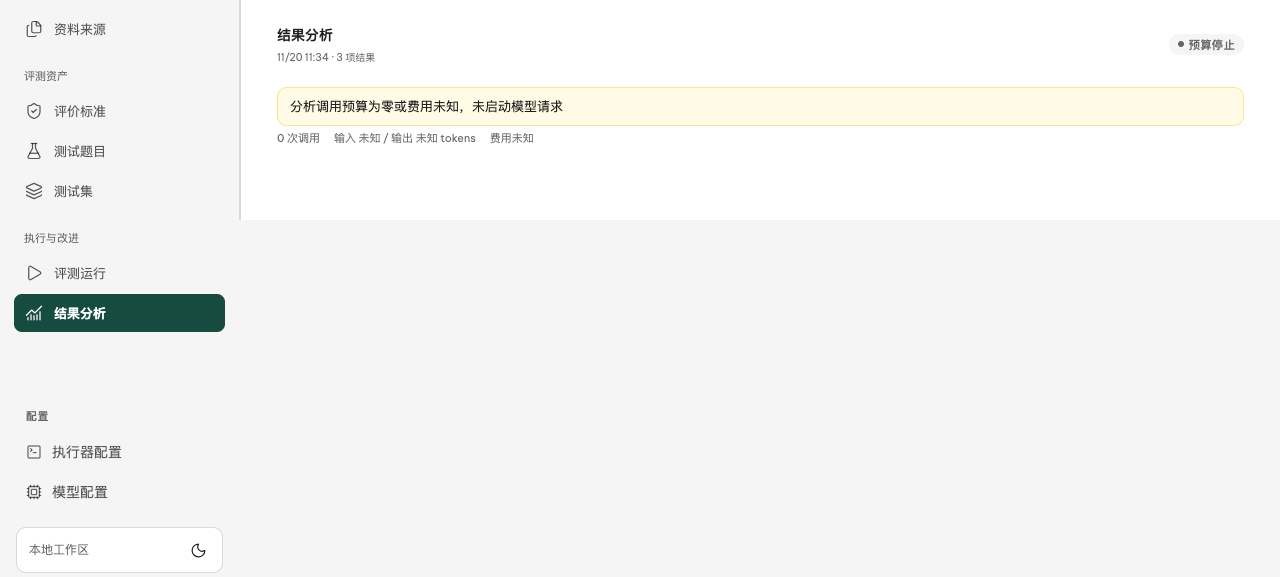 资料来源
评测资产
评价标准
测试题目
测试集
执行与改进
评测运行
结果分析
配置
执行器配置
模型配置
本地工作区
结果分析
11/20 11:34 · 3 项结果
预算停止
分析调用预算为零或费用未知，未启动模型请求
0 次调用 输入 未知 / 输出 未知 tokens 费用未知